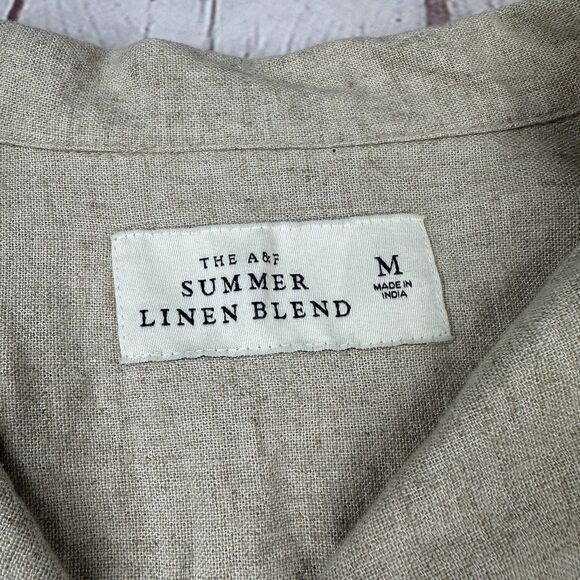 THE A&F
SUMMER
LINEN BLEND
M
MADE IN
INDIA